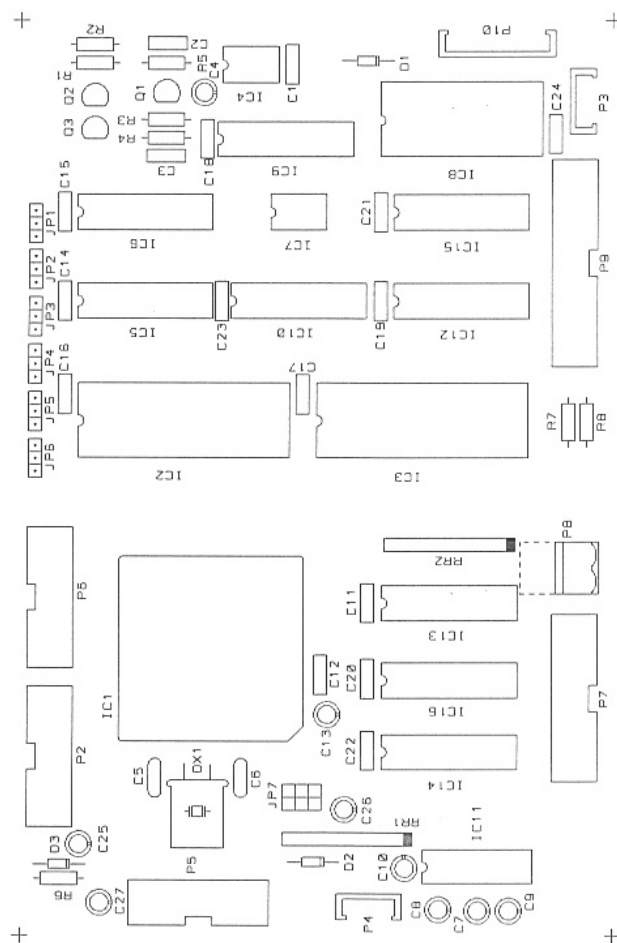 R2
C2
P10
R1
R5
C4
IC4
C1
D1
Q2
Q1
P3
C24
Q3
R3
R4
C3
C18
IC9
IC8
C15
JP1
IC6
IC7
C21
IC15
P9
JP2
C14
JP3
IC5
C23
IC10
C19
IC12
JP4
C16
C17
JP5
R7
R8
JP6
IC2
IC3
P8
P6
RR2
C11
IC13
IC1
C12
C20
IC16
P7
C13
P2
C5
OX1
C6
C22
IC14
JP7
C26
IC11
RR1
D3
C25
P5
D2
C10
R6
C27
P4
C8
C7
C9